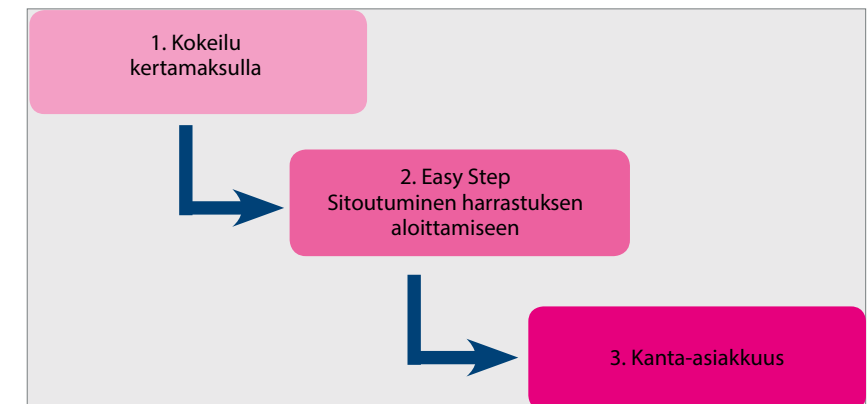 1. Kokeilu
kertamaksulla
2. Easy Step
Sitoutuminen harrastuksen
aloittamiseen
3. Kanta-asiakkuus